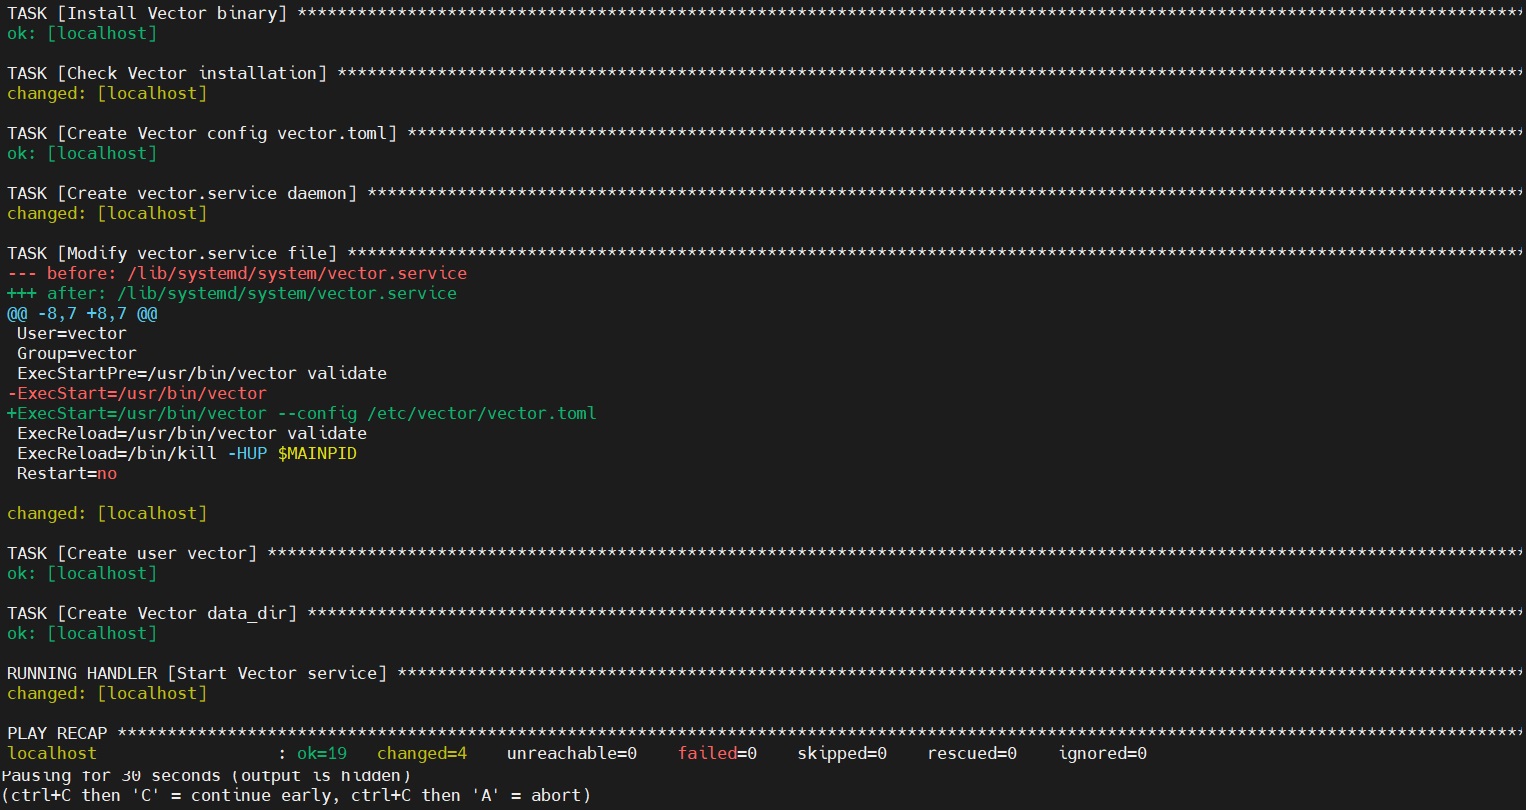 TASK [Install Vector binary] ***************************************************************************************************************************
ok: [localhost]
TASK [Check Vector installation] ***********************************************************************************************************************
changed: [localhost]
TASK [Create Vector config vector.toml] ****************************************************************************************************************
ok: [localhost]
TASK [Create vector.service daemon] ********************************************************************************************************************
changed: [localhost]
TASK [Modify vector.service file] **********************************************************************************************************************
--- before: /lib/systemd/system/vector.service
+++ after: /lib/systemd/system/vector.service
@@ -8,7 +8,7 @@
 User=vector
 Group=vector
 ExecStartPre=/usr/bin/vector validate
-ExecStart=/usr/bin/vector
+ExecStart=/usr/bin/vector --config /etc/vector/vector.toml
 ExecReload=/usr/bin/vector validate
 ExecReload=/bin/kill -HUP $MAINPID
 Restart=no
changed: [localhost]
TASK [Create user vector] ******************************************************************************************************************************
ok: [localhost]
TASK [Create Vector data_dir] **************************************************************************************************************************
ok: [localhost]
RUNNING HANDLER [Start Vector service] *****************************************************************************************************************
changed: [localhost]
PLAY RECAP *********************************************************************************************************************************************
localhost                  : ok=19   changed=4    unreachable=0    failed=0    skipped=0    rescued=0    ignored=0
Pausing for 30 seconds (output is hidden)
(ctrl+C then 'C' = continue early, ctrl+C then 'A' = abort)